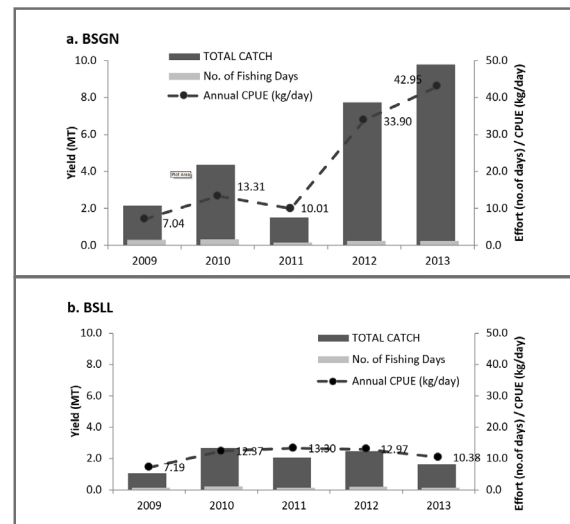 a. BSGN
TOTAL CATCH
No. of Fishing Days
Annual CPUE (kg/day)
Yield (MT)
10.0
8.0
6.0
4.0
2.0
0.0
Effort (no.of days) / CPUE (kg/day)
50.0
40.0
30.0
20.0
10.0
0.0
42.95
33.90
13.31
10.01
7.04
Plot Area
2009 2010 2011 2012 2013
b. BSLL
TOTAL CATCH
No. of Fishing Days
Annual CPUE (kg/day)
Yield (MT)
10.0
8.0
6.0
4.0
2.0
0.0
Effort (no.of days) / CPUE (kg/day)
50.0
40.0
30.0
20.0
10.0
0.0
7.19
12.37
13.30
12.97
10.38
2009 2010 2011 2012 2013